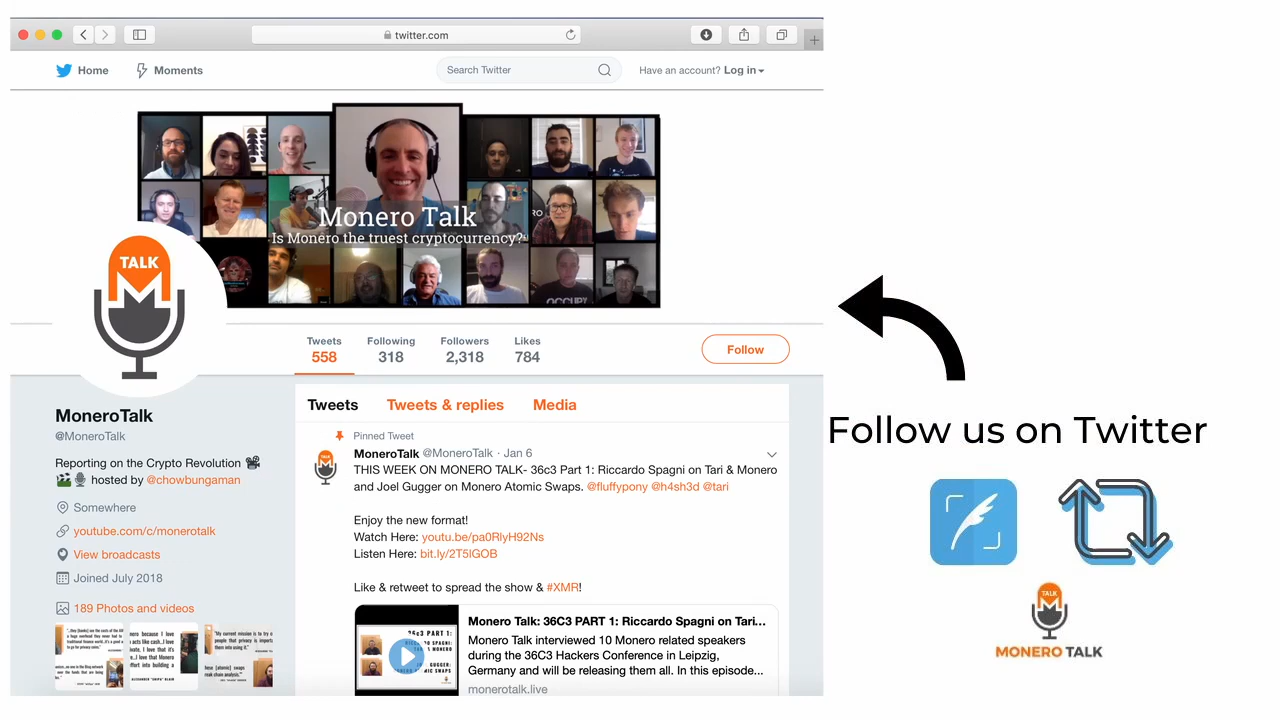 twitter.com
Home
Moments
Search Twitter
Have an account? Log in
Monero Talk
Is Monero the truest cryptocurrency?
OCCUPY
TALK
Tweets
558
Following
318
Followers
2,318
Likes
784
Follow
MoneroTalk
@MoneroTalk
Reporting on the Crypto Revolution
hosted by @chowbungaman
Somewhere
youtube.com/c/monerotalk
View broadcasts
Joined July 2018
189 Photos and videos
Tweets
Tweets & replies
Media
Pinned Tweet
MoneroTalk @MoneroTalk · Jan 6
THIS WEEK ON MONERO TALK- 36c3 Part 1: Riccardo Spagni on Tari & Monero
and Joel Gugger on Monero Atomic Swaps. @fluffypony @h4sh3d @tari
Enjoy the new format!
Watch Here: youtu.be/pa0RlyH92Ns
Listen Here: bit.ly/2T5lGOB
Like & retweet to spread the show & #XMR!
Monero Talk: 36C3 PART 1: Riccardo Spagni on Tari...
Monero Talk interviewed 10 Monero related speakers
during the 36C3 Hackers Conference in Leipzig,
Germany and will be releasing them all. In this episode...
monerotalk.live
Follow us on Twitter
TALK
MONERO TALK